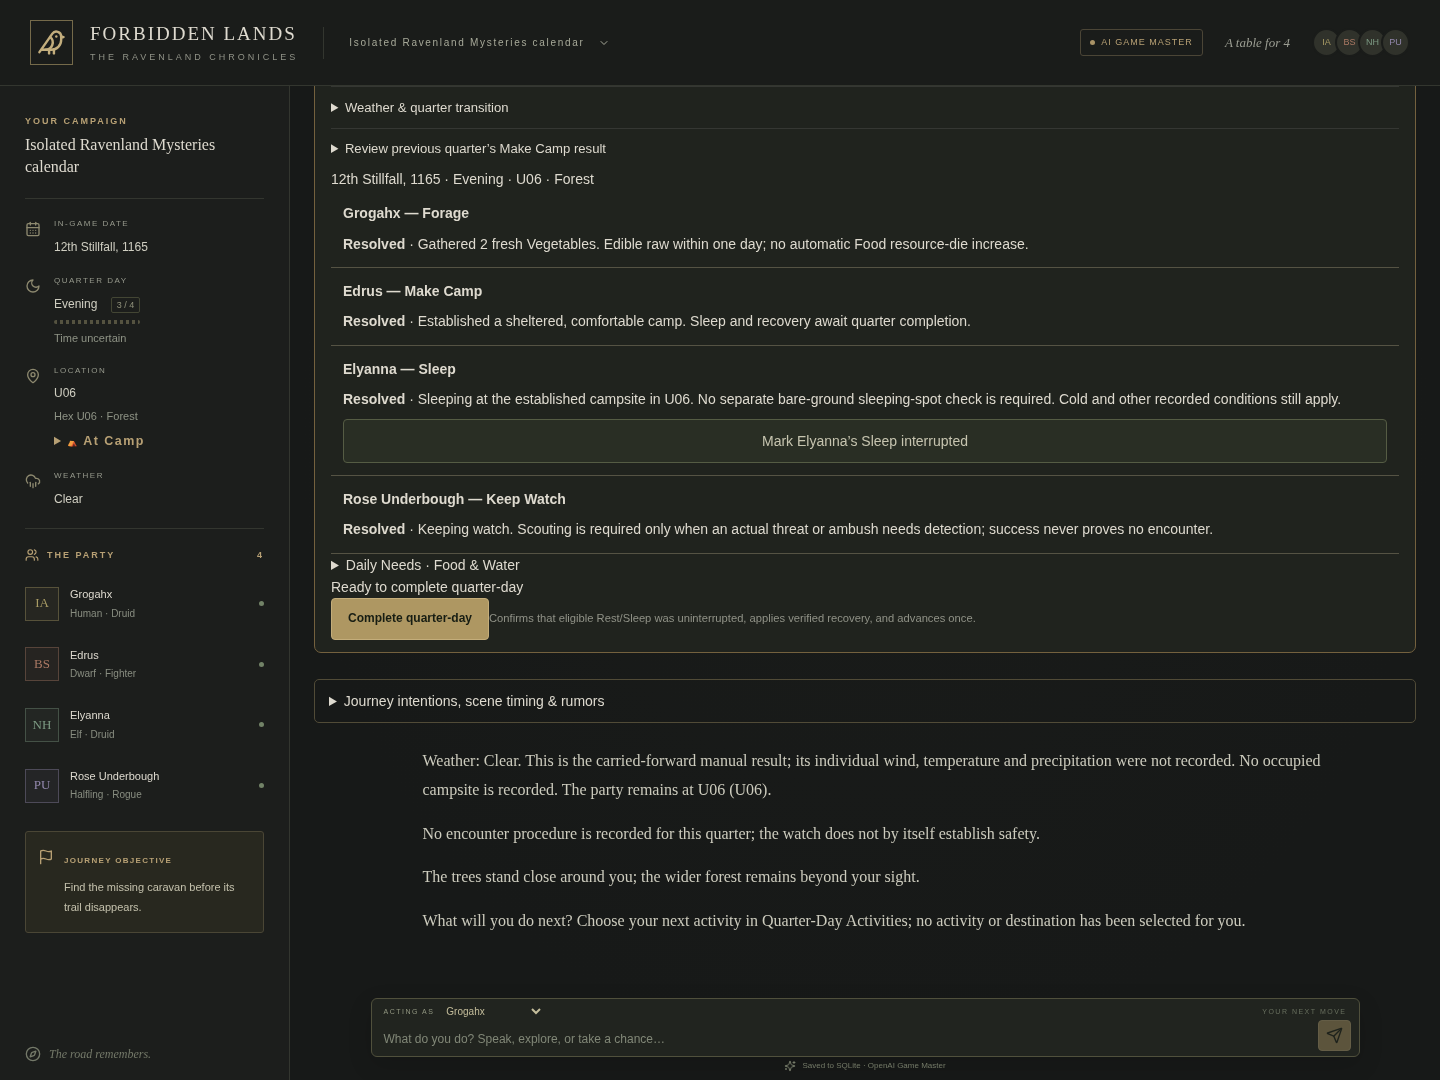 FORBIDDEN LANDS
THE RAVENLAND CHRONICLES
Isolated Ravenland Mysteries calendar
AI GAME MASTER
A table for 4
IA BS NH PU
YOUR CAMPAIGN
Isolated Ravenland Mysteries
calendar
IN-GAME DATE
12th Stillfall, 1165
QUARTER DAY
Evening 3 / 4
Time uncertain
LOCATION
U06
Hex U06 · Forest
At Camp
WEATHER
Clear
THE PARTY 4
IA
Grogahx
Human · Druid
BS
Edrus
Dwarf · Fighter
NH
Elyanna
Elf · Druid
PU
Rose Underbough
Halfling · Rogue
JOURNEY OBJECTIVE
Find the missing caravan before its
trail disappears.
The road remembers.
Weather & quarter transition
Review previous quarter’s Make Camp result
12th Stillfall, 1165 · Evening · U06 · Forest
Grogahx — Forage
Resolved · Gathered 2 fresh Vegetables. Edible raw within one day; no automatic Food resource-die increase.
Edrus — Make Camp
Resolved · Established a sheltered, comfortable camp. Sleep and recovery await quarter completion.
Elyanna — Sleep
Resolved · Sleeping at the established campsite in U06. No separate bare-ground sleeping-spot check is required. Cold and other recorded conditions still apply.
Mark Elyanna’s Sleep interrupted
Rose Underbough — Keep Watch
Resolved · Keeping watch. Scouting is required only when an actual threat or ambush needs detection; success never proves no encounter.
Daily Needs · Food & Water
Ready to complete quarter-day
Complete quarter-day Confirms that eligible Rest/Sleep was uninterrupted, applies verified recovery, and advances once.
Journey intentions, scene timing & rumors
Weather: Clear. This is the carried-forward manual result; its individual wind, temperature and precipitation were not recorded. No occupied
campsite is recorded. The party remains at U06 (U06).
No encounter procedure is recorded for this quarter; the watch does not by itself establish safety.
The trees stand close around you; the wider forest remains beyond your sight.
What will you do next? Choose your next activity in Quarter-Day Activities; no activity or destination has been selected for you.
ACTING AS Grogahx YOUR NEXT MOVE
What do you do? Speak, explore, or take a chance…
Saved to SQLite · OpenAI Game Master